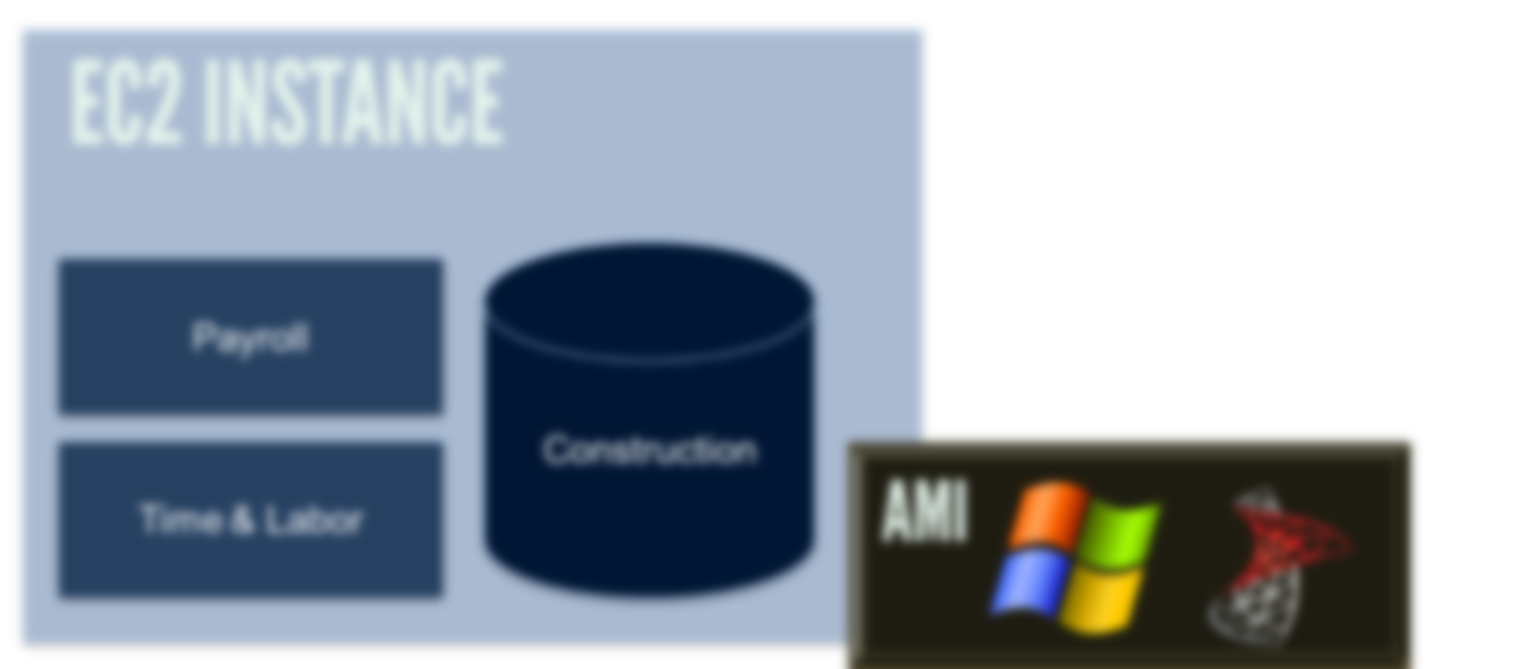 EC2 INSTANCE
Payroll
Construction
Time & Labor
AMI